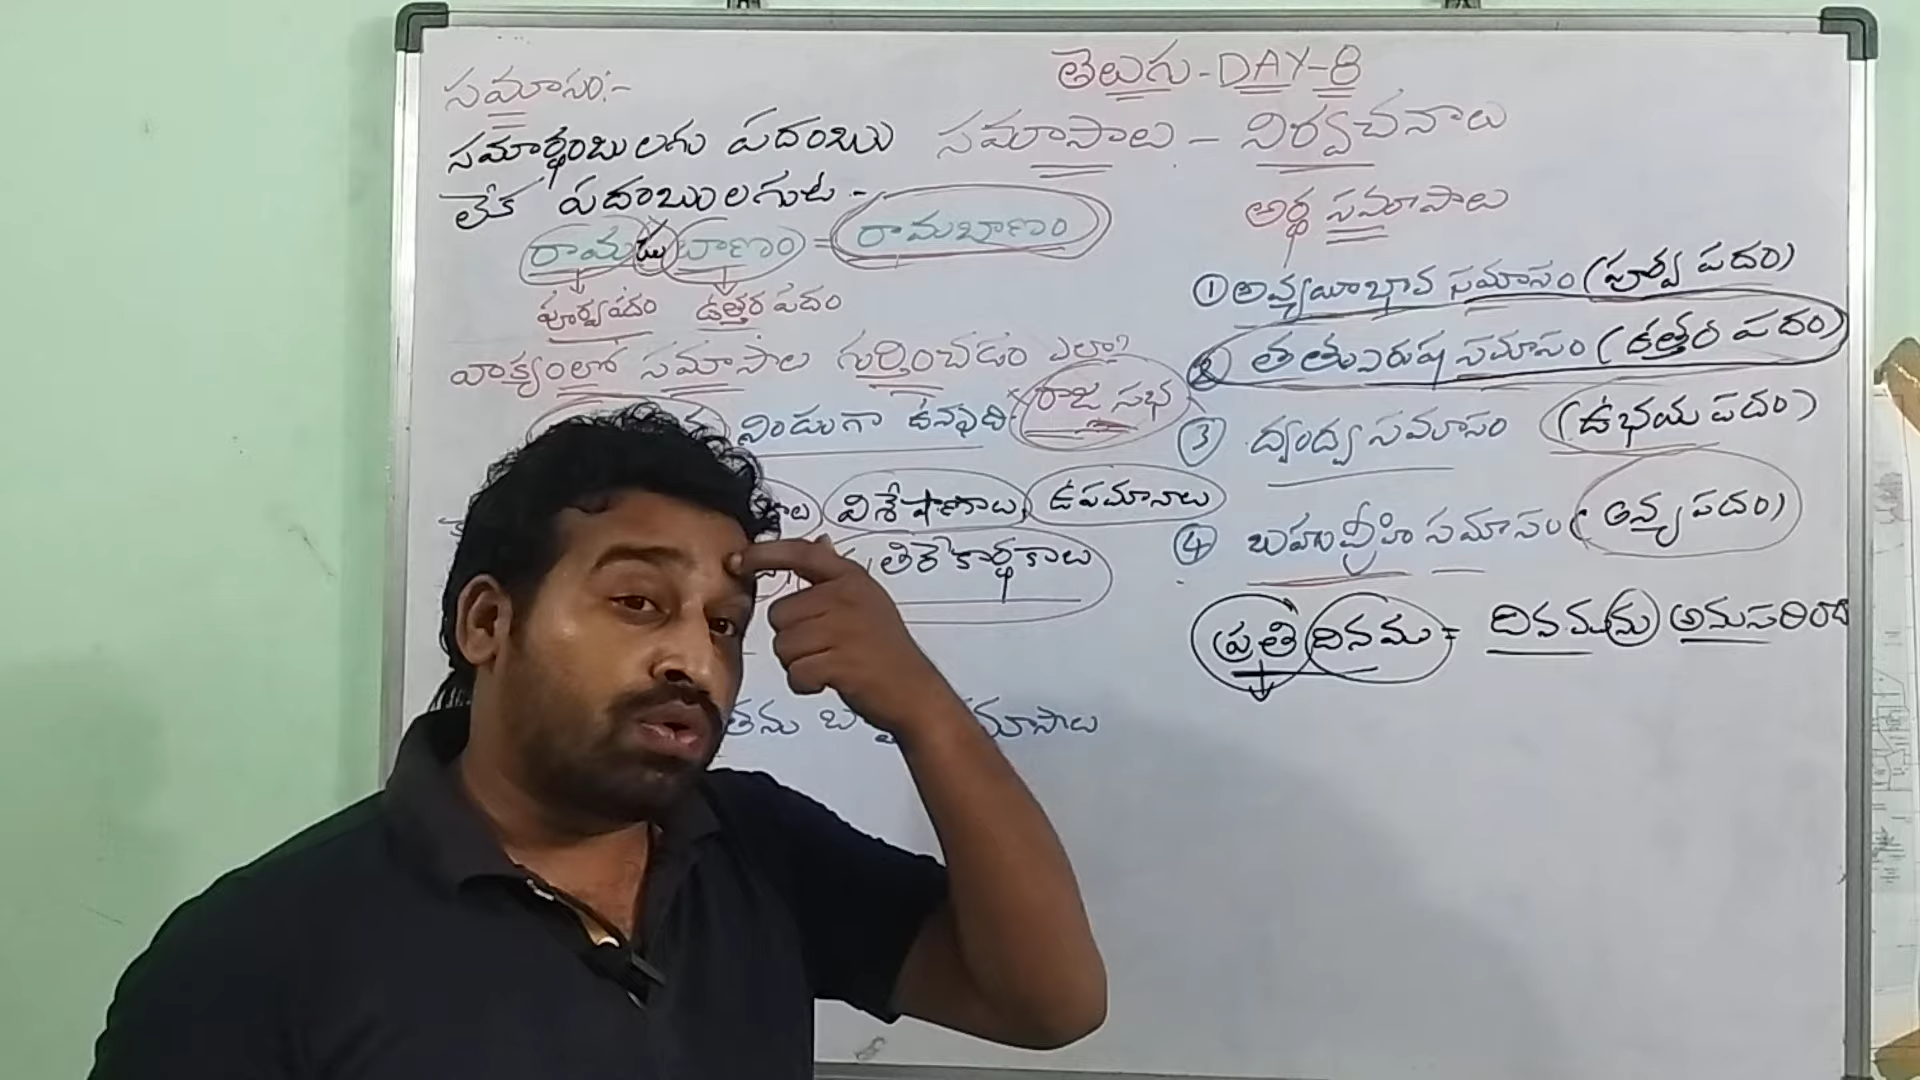 తెలుగు-DAY-8
సమాసాలు - నిర్వచనాలు
సమాసం:-
సమార్థంబులగు పదంబు
లేక పదంబులగుట -
రాముడు బాణం = రామబాణం
పూర్వపదం ఉత్తర పదం
వాక్యంలో సమాసాల గుర్తించడం ఎల్లా?
నిండుగా ఉన్నది. రాజ సభ
విశేషాణాలు, ఉపమానాలు
తిరేకార్థకాలు
సమాసాలు
అర్థ సమాసాలు
① అవ్యయీభావ సమాసం (పూర్వ పదం)
② తత్పురుష సమాసం (ఉత్తర పదం)
③ ద్వంద్వ సమాసం (ఉభయ పదం)
④ బహువ్రీహి సమాసం (అన్య పదం)
ప్రతి దినము = దినమును అనుసరించి